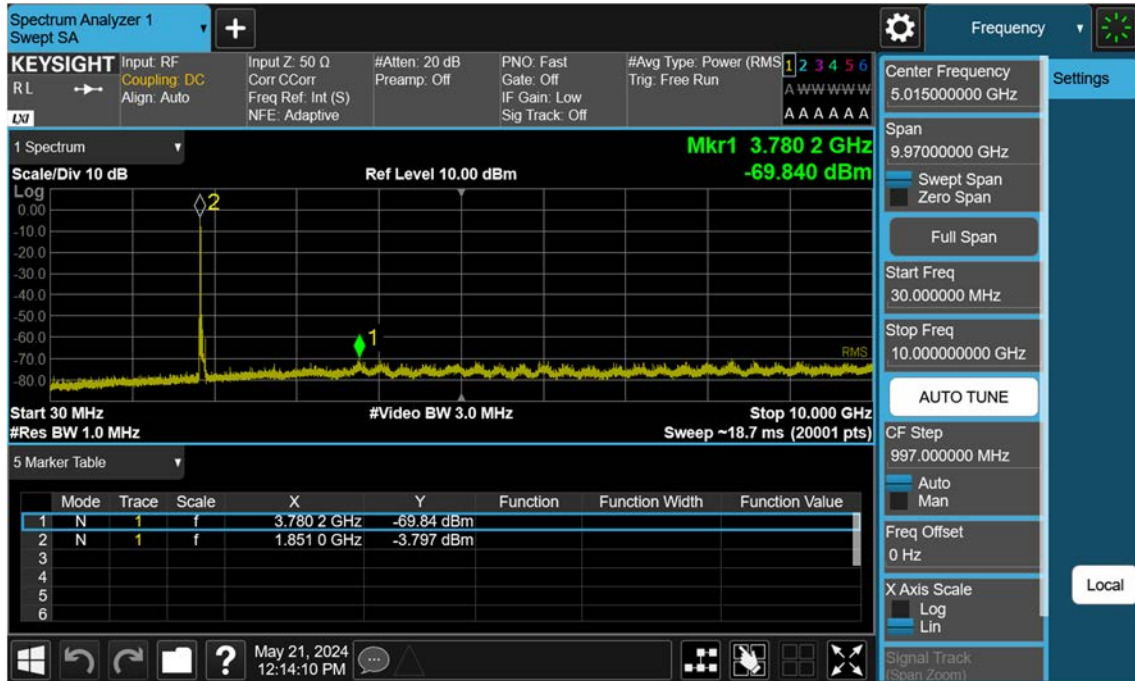 Spectrum Analyzer 1
Swept SA
Frequency
KEYSIGHT
R L
LXI
Input: RF
Coupling: DC
Align: Auto
Input Z: 50 Ω
Corr CCorr
Freq Ref: Int (S)
NFE: Adaptive
#Atten: 20 dB
Preamp: Off
PNO: Fast
Gate: Off
IF Gain: Low
Sig Track: Off
#Avg Type: Power (RMS
Trig: Free Run
1 2 3 4 5 6
A W W W W W
A A A A A A
1 Spectrum
Mkr1 3.780 2 GHz
Scale/Div 10 dB Ref Level 10.00 dBm -69.840 dBm
Log
0.00
-10.0
-20.0
-30.0
-40.0
-50.0
-60.0
-70.0
-80.0
2
1
RMS
Start 30 MHz #Video BW 3.0 MHz Stop 10.000 GHz
#Res BW 1.0 MHz Sweep ~18.7 ms (20001 pts)
5 Marker Table
Mode Trace Scale X Y Function Function Width Function Value
1 N 1 f 3.780 2 GHz -69.84 dBm
2 N 1 f 1.851 0 GHz -3.797 dBm
3
4
5
6
?
May 21, 2024
12:14:10 PM
Center Frequency
5.015000000 GHz
Span
9.97000000 GHz
Swept Span
Zero Span
Full Span
Start Freq
30.000000 MHz
Stop Freq
10.000000000 GHz
AUTO TUNE
CF Step
997.000000 MHz
Auto
Man
Freq Offset
0 Hz
X Axis Scale
Log
Lin
Signal Track
(Span Zoom)
Settings
Local